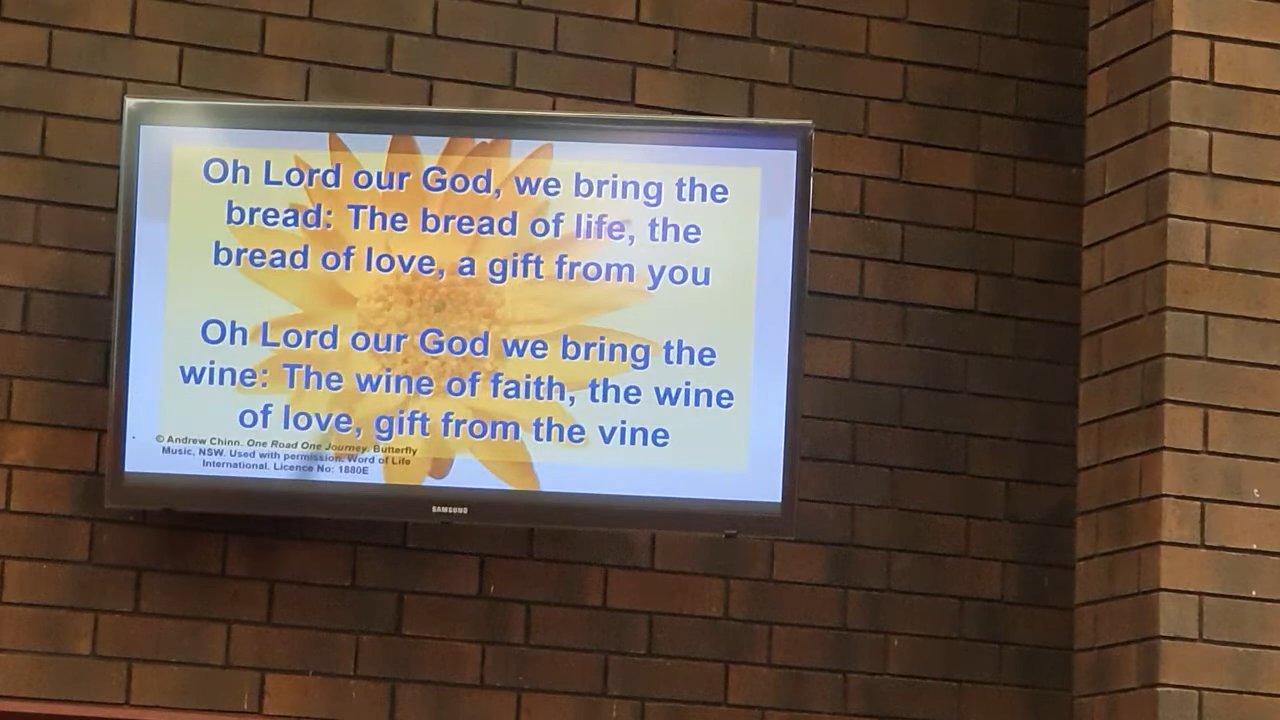 Oh Lord our God, we bring the
bread: The bread of life, the
bread of love, a gift from you
Oh Lord our God we bring the
wine: The wine of faith, the wine
of love, gift from the vine
© Andrew Chinn. One Road One Journey. Butterfly
Music, NSW. Used with permission. Word of Life
International. Licence No: 1880E
SAMSUNG